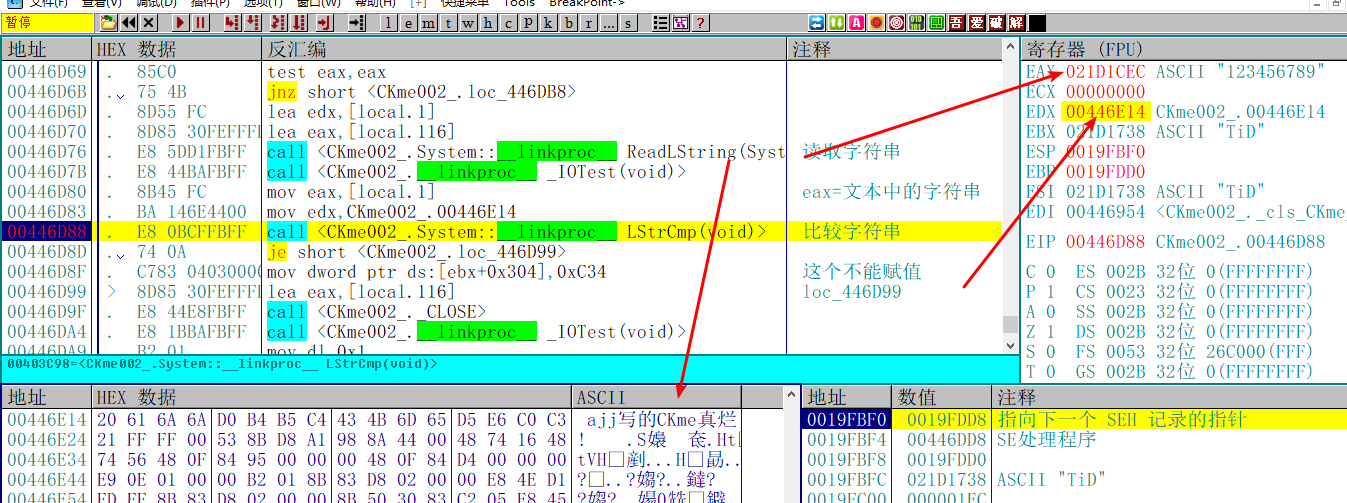 文件(F) 查看(V) 调试(D) 插件(P) 选项(T) 窗口(W) 帮助(H) [+] 快捷菜单 Tools BreakPoint->
暂停 l e m t w h c p k b r ... s ?
吾 爱 破 解
地址 HEX 数据 反汇编 注释
00446D69 . 85C0 test eax,eax
00446D6B . 75 4B jnz short <CKme002_.loc_446DB8>
00446D6D . 8D55 FC lea edx,[local.1]
00446D70 . 8D85 30FEFFFF lea eax,[local.116]
00446D76 . E8 5DD1FBFF call <CKme002_.System::__linkproc__ ReadLString(Syst 读取字符串
00446D7B . E8 44BAFBFF call <CKme002_.__linkproc__ _IOTest(void)>
00446D80 . 8B45 FC mov eax,[local.1] eax=文本中的字符串
00446D83 . BA 146E4400 mov edx,CKme002_.00446E14
00446D88 . E8 0BCFFBFF call <CKme002_.System::__linkproc__ LStrCmp(void)> 比较字符串
00446D8D . 74 0A je short <CKme002_.loc_446D99>
00446D8F . C783 04030000 mov dword ptr ds:[ebx+0x304],0xC34 这个不能赋值
00446D99 > 8D85 30FEFFFF lea eax,[local.116] loc_446D99
00446D9F . E8 44E8FBFF call <CKme002_._CLOSE>
00446DA4 . E8 1BBAFBFF call <CKme002_.__linkproc__ _IOTest(void)>
00446DA9 . B2 01 mov dl,0x1
00403C98=<CKme002_.System::__linkproc__ LStrCmp(void)>
寄存器 (FPU)
EAX 021D1CEC ASCII "123456789"
ECX 00000000
EDX 00446E14 CKme002_.00446E14
EBX 021D1738 ASCII "TiD"
ESP 0019FBF0
EBP 0019FDD0
ESI 021D1738 ASCII "TiD"
EDI 00446954 <CKme002_._cls_CKme
EIP 00446D88 CKme002_.00446D88
C 0 ES 002B 32位 0(FFFFFFFF)
P 1 CS 0023 32位 0(FFFFFFFF)
A 0 SS 002B 32位 0(FFFFFFFF)
Z 1 DS 002B 32位 0(FFFFFFFF)
S 0 FS 0053 32位 26C000(FFF)
T 0 GS 002B 32位 0(FFFFFFFF)
地址 HEX 数据 ASCII
00446E14 20 61 6A 6A D0 B4 B5 C4 43 4B 6D 65 D5 E6 C0 C3 ajj写的CKme真烂
00446E24 21 FF FF 00 53 8B D8 A1 98 8A 44 00 48 74 16 48
00446E34 74 56 48 0F 84 95 00 00 00 48 0F 84 D4 00 00 00
00446E44 E9 0E 01 00 00 B2 01 8B 83 D8 02 00 00 E8 4E D1
00446E54 FD FF 8B 83 D8 02 00 00 8B 50 30 83 C2 05 E8 45
地址 数值 注释
0019FBF0 0019FDD8 指向下一个 SEH 记录的指针
0019FBF4 00446DD8 SE处理程序
0019FBF8 0019FDD0
0019FBFC 021D1738 ASCII "TiD"
0019FC00 000001FC